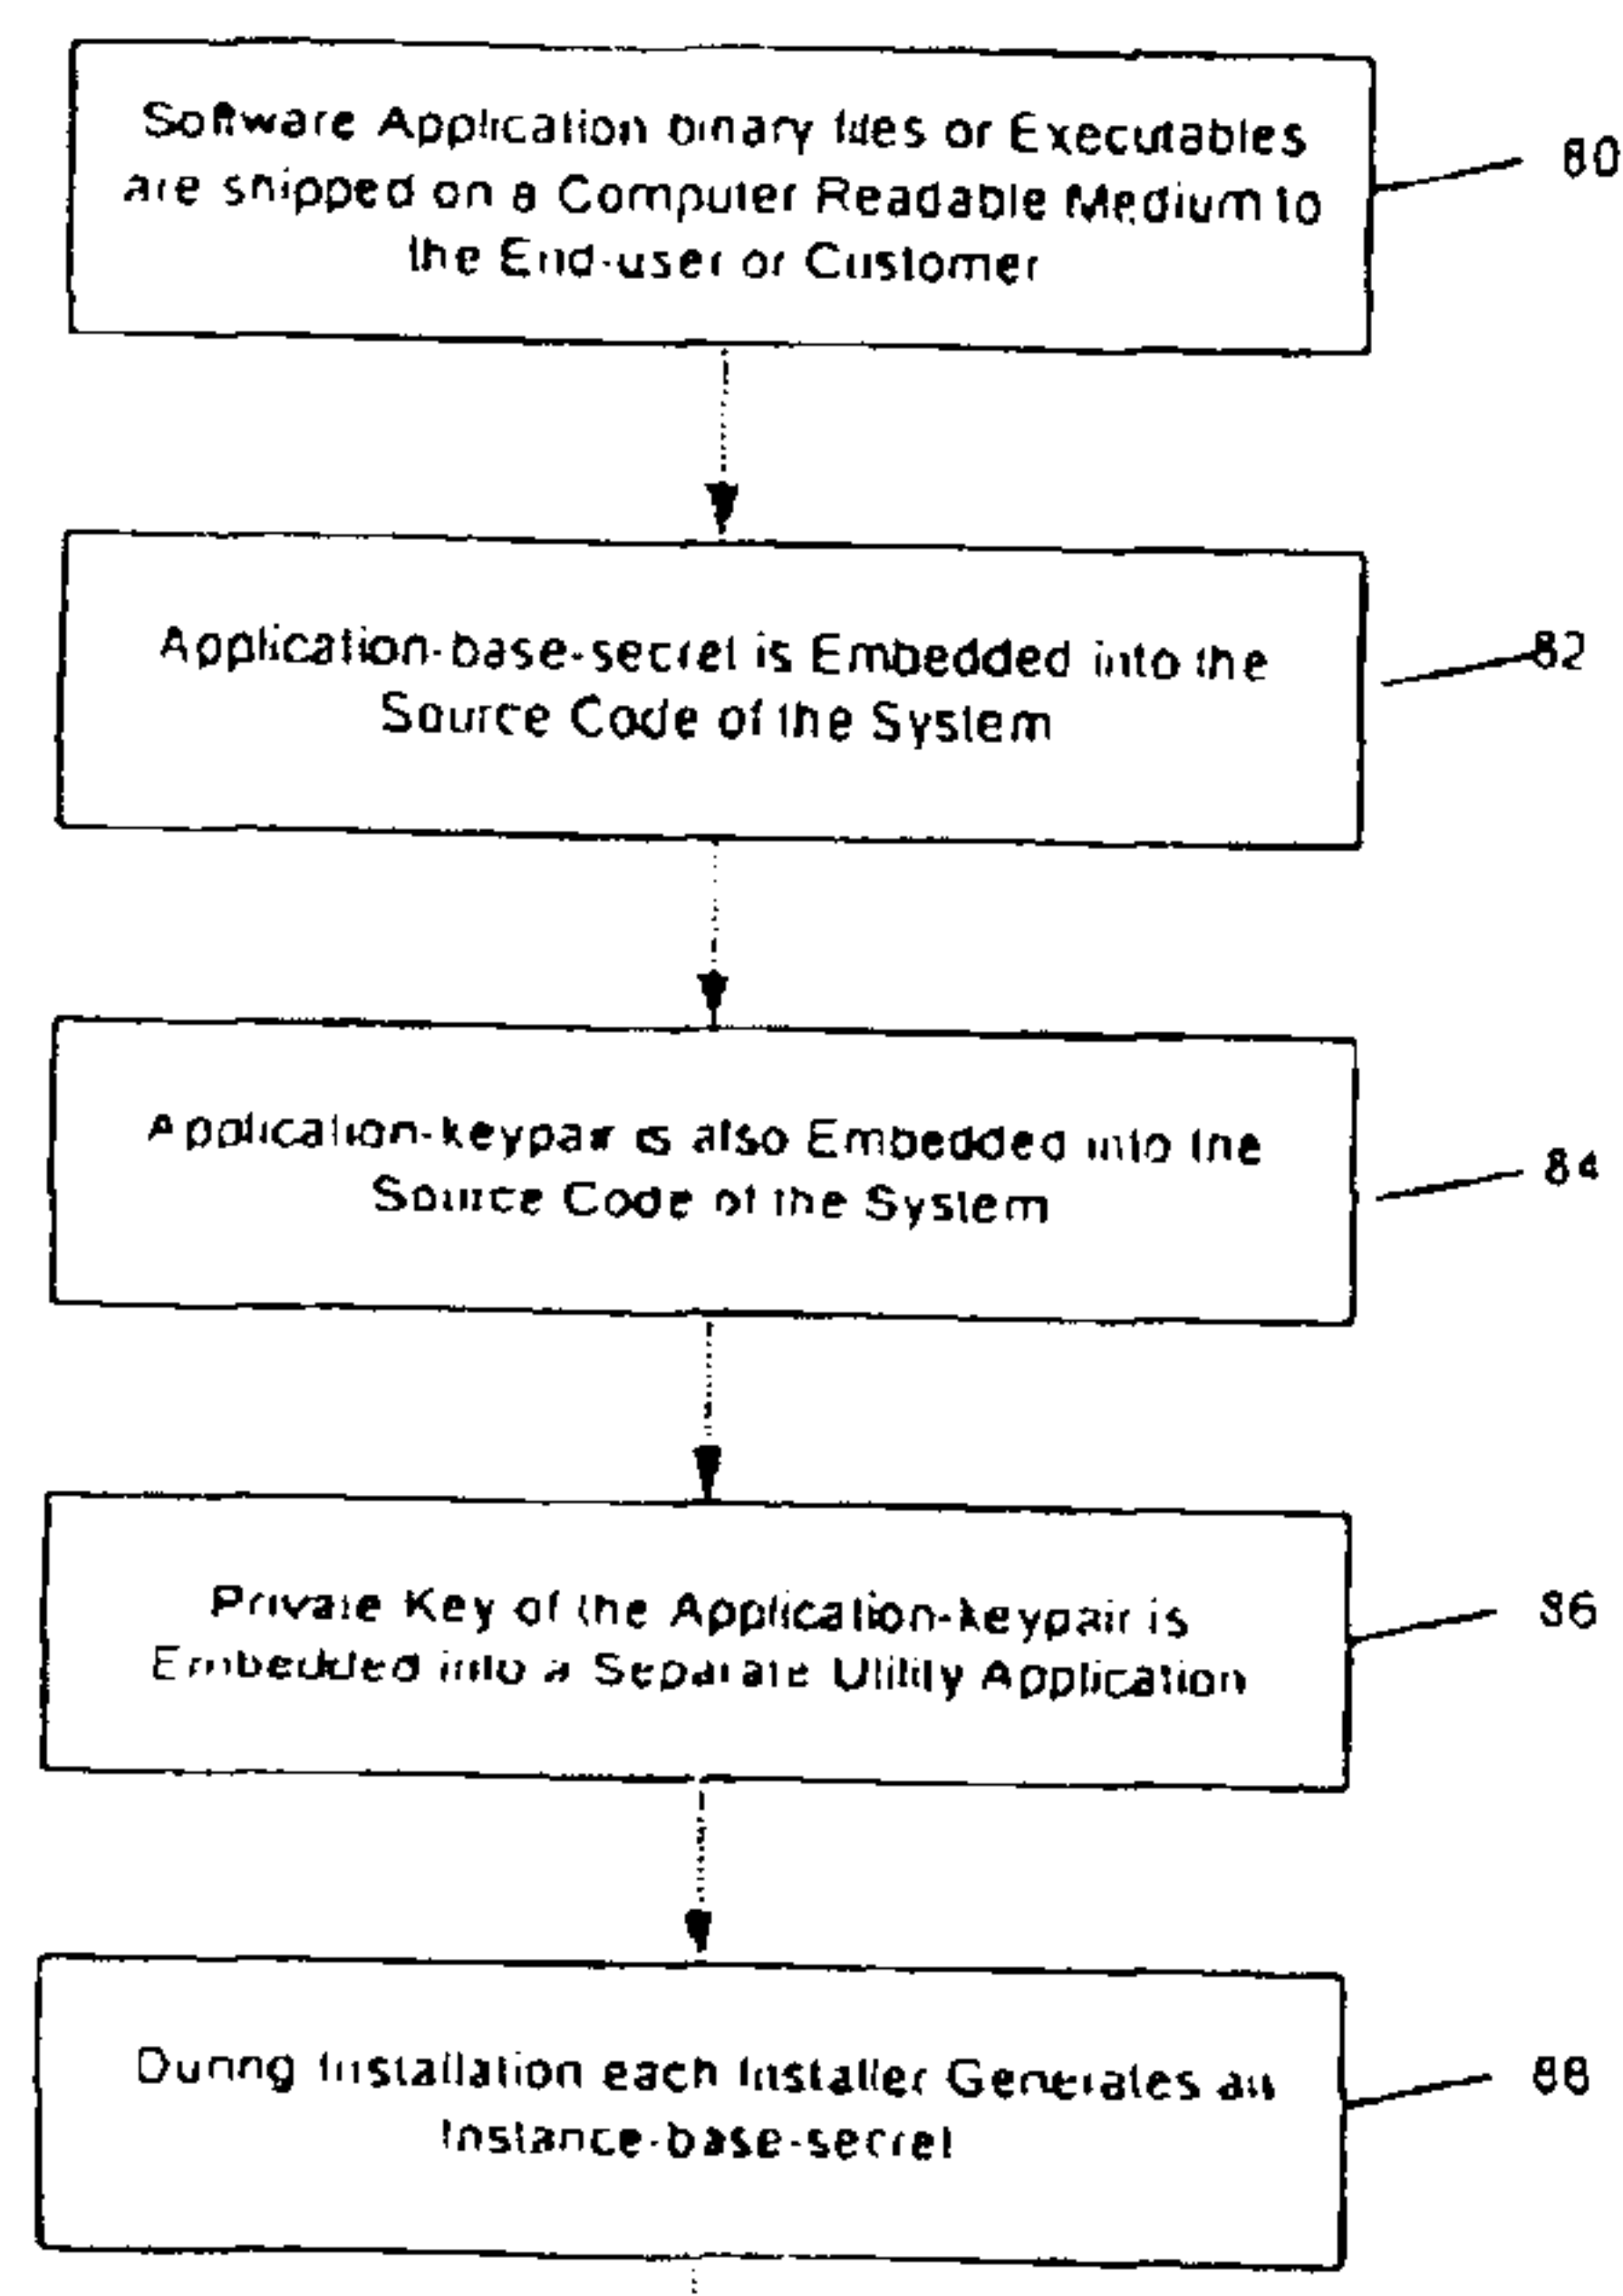 Software Application binary files or Executables
are shipped on a Computer Readable Medium to
the End-user or Customer
80
Application-base-secret is Embedded into the
Source Code of the System
82
Application-keypair is also Embedded into the
Source Code of the System
84
Private Key of the Application-keypair is
Embedded into a Separate Utility Application
86
During Installation each Installer Generates an
Instance-base-secret
88